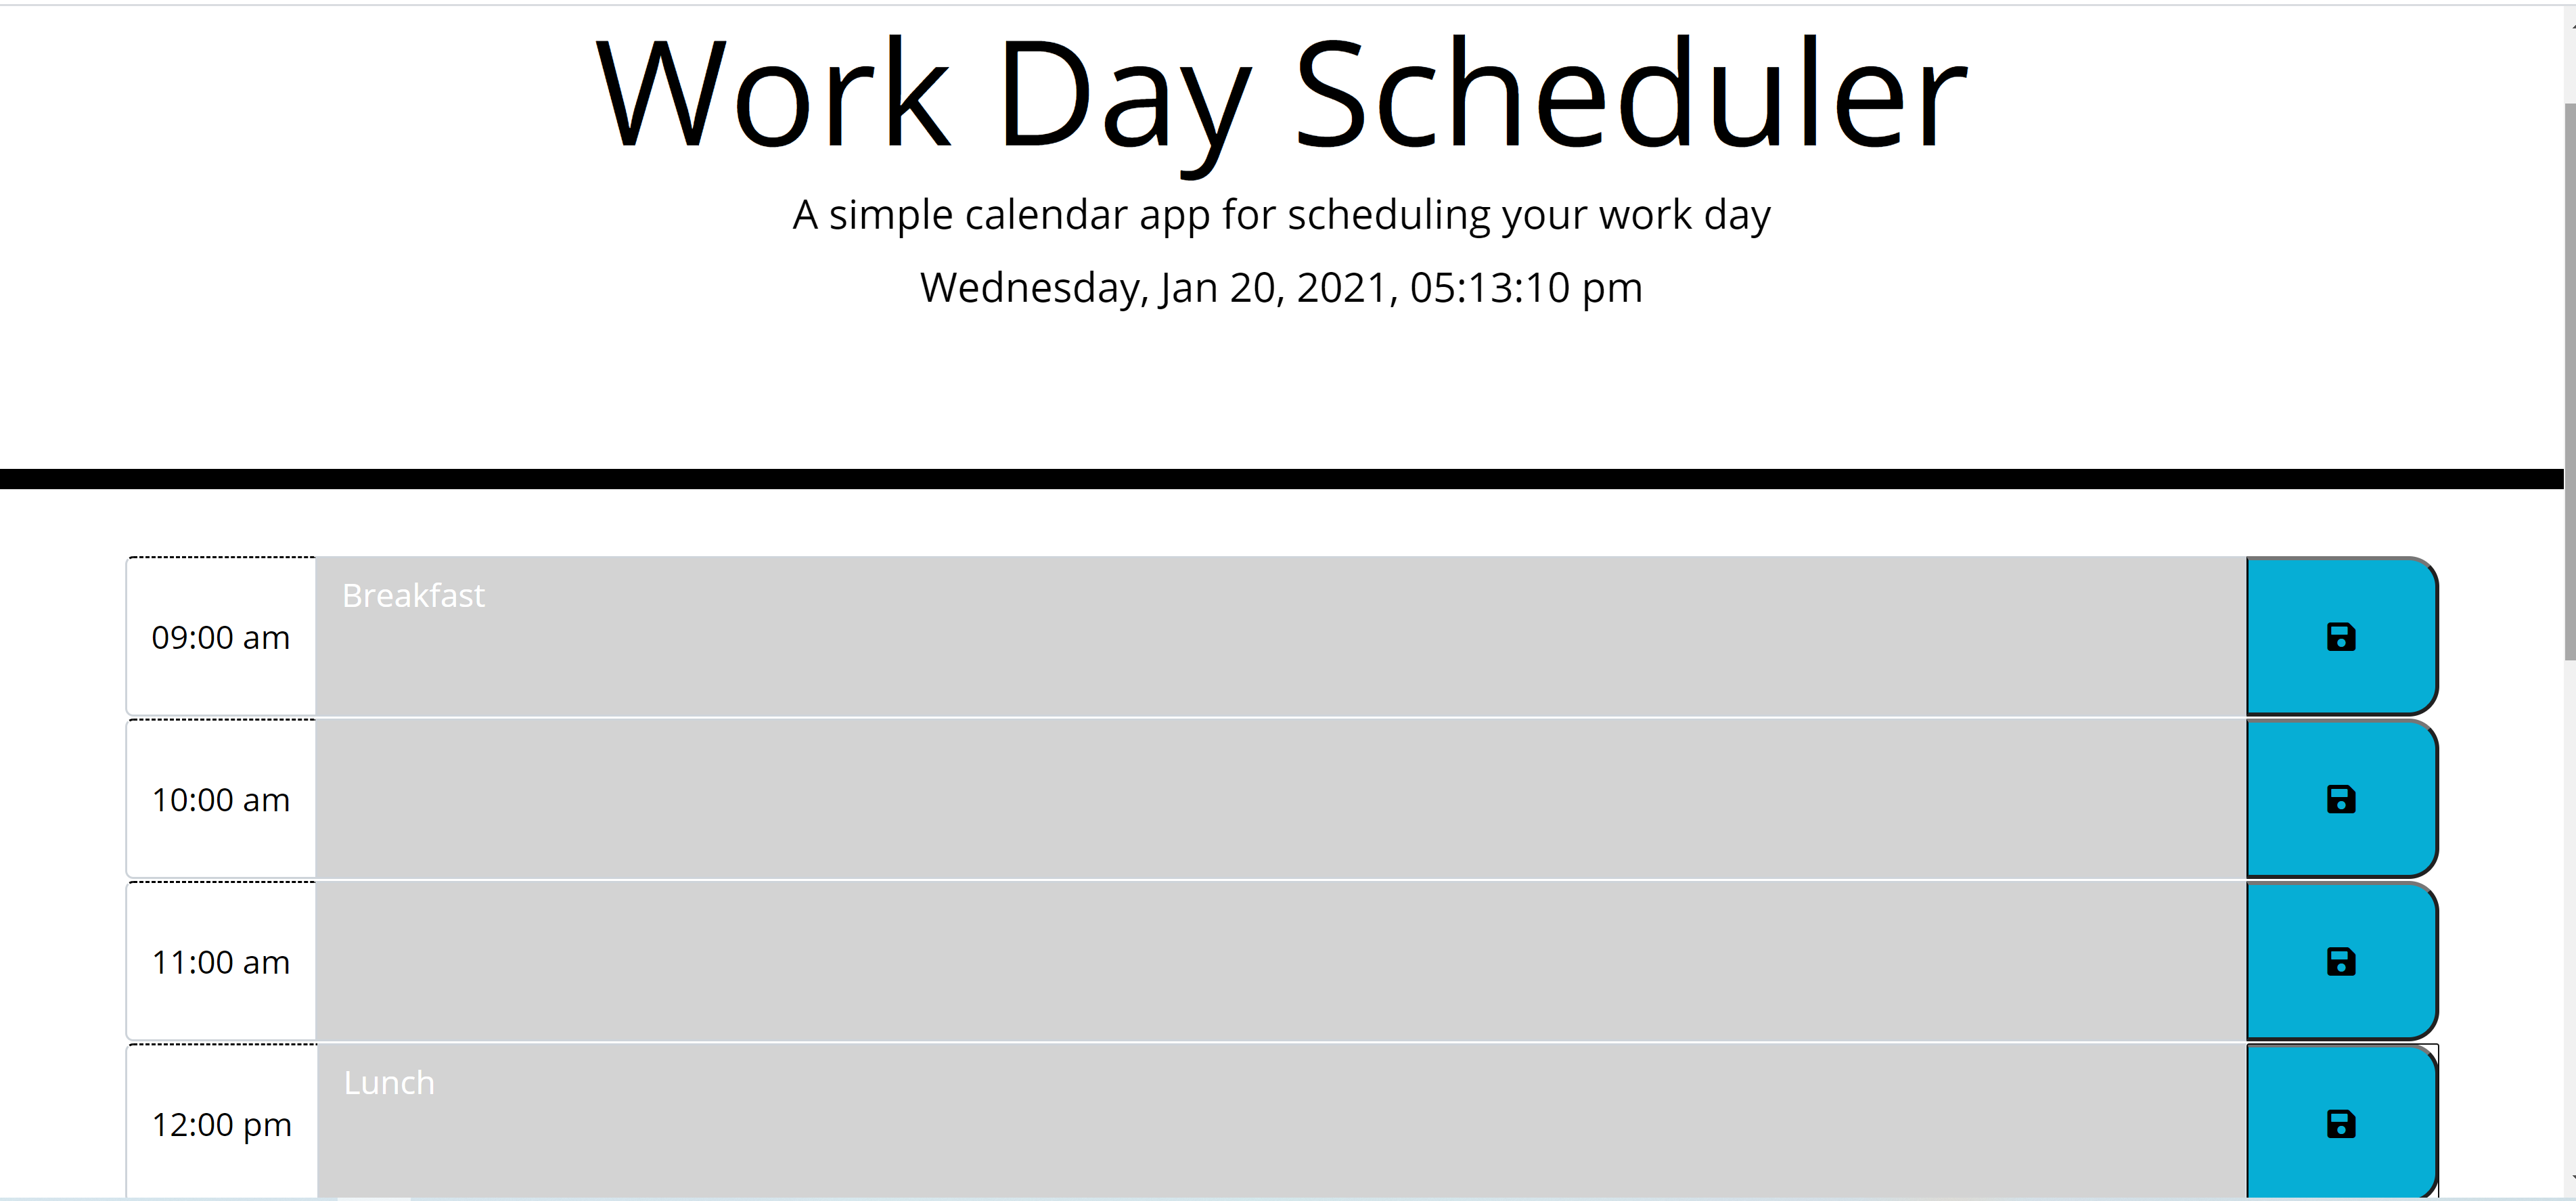 Work Day Scheduler
A simple calendar app for scheduling your work day
Wednesday, Jan 20, 2021, 05:13:10 pm
Breakfast
09:00 am
10:00 am
11:00 am
Lunch
12:00 pm